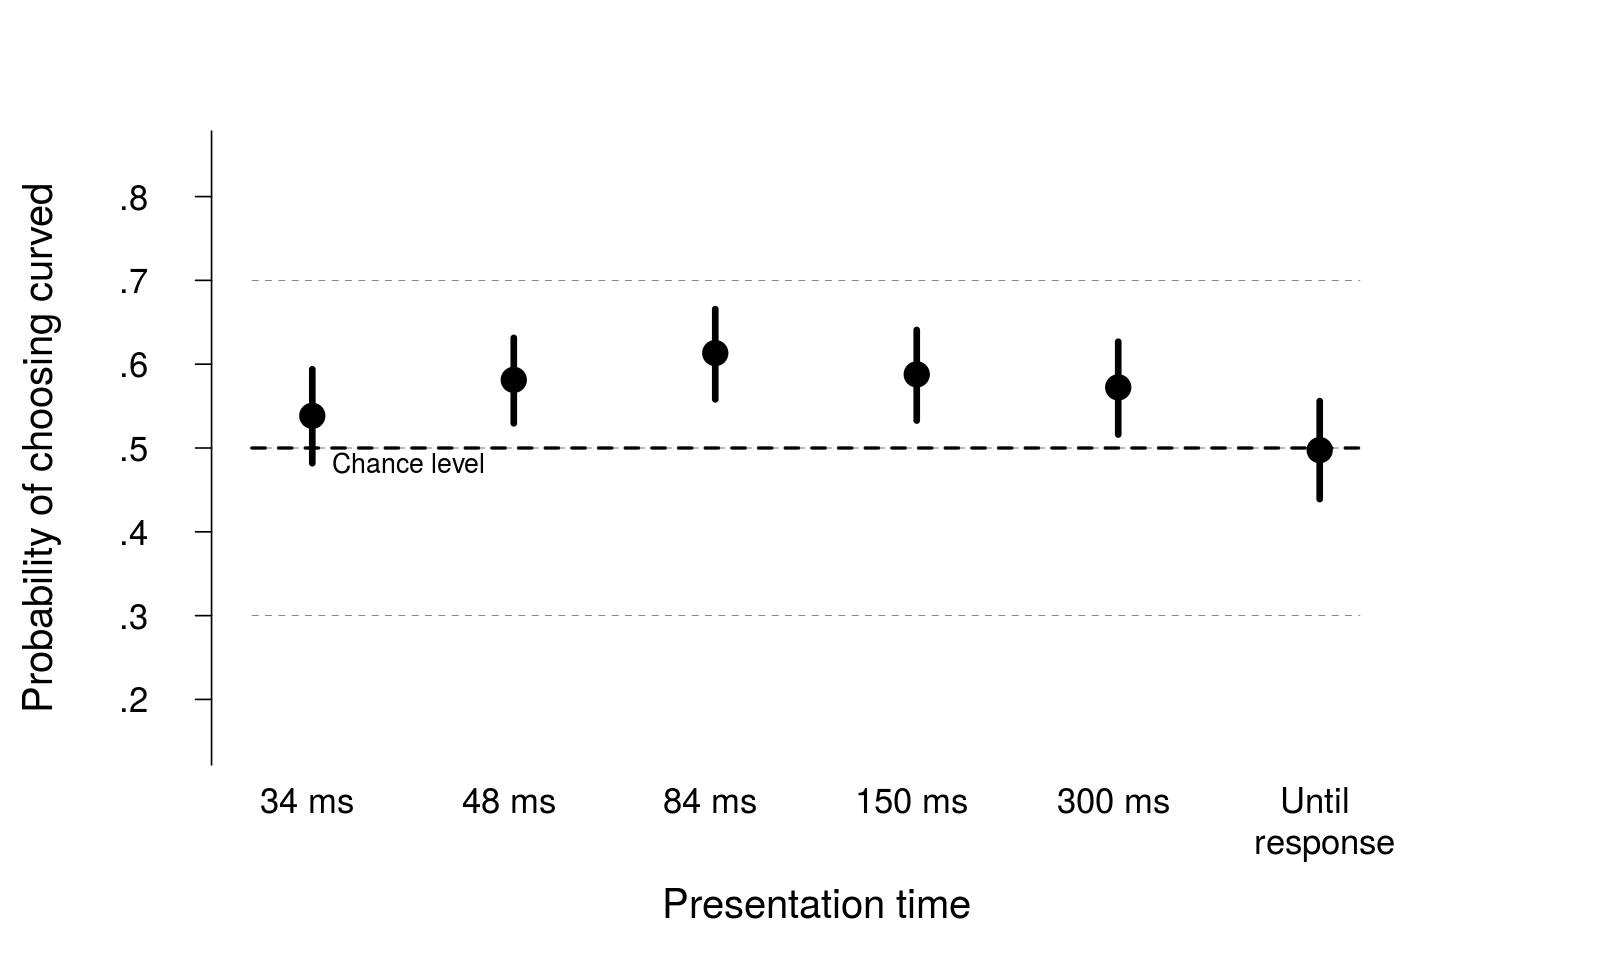 Probability of choosing curved
.8
.7
.6
.5
.4
.3
.2
Chance level
34 ms
48 ms
84 ms
150 ms
300 ms
Until
response
Presentation time